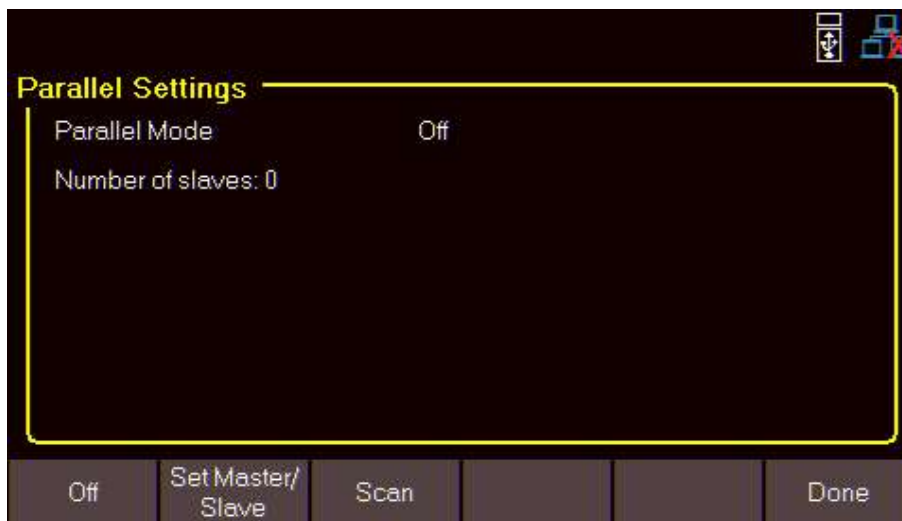 Parallel Settings
Parallel Mode Off
Number of slaves: 0
Off
Set Master/
Slave
Scan
Done